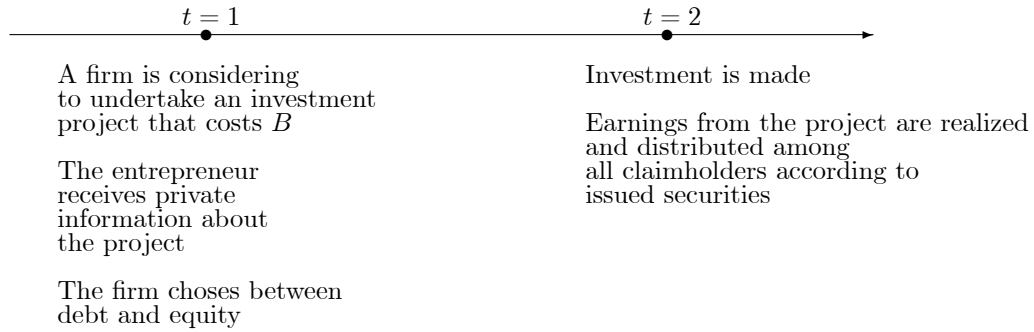 t = 1
t = 2
A firm is considering
to undertake an investment
project that costs B
The entrepreneur
receives private
information about
the project
The firm choses between
debt and equity
Investment is made
Earnings from the project are realized
and distributed among
all claimholders according to
issued securities